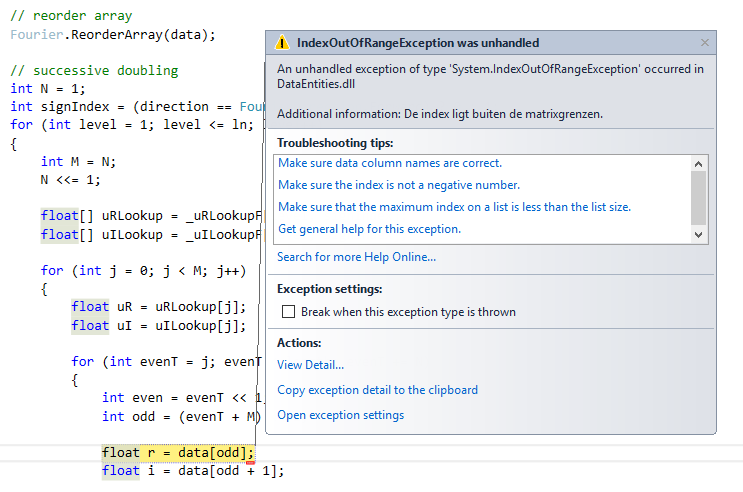 // reorder array
Fourier.ReorderArray(data);
// successive doubling
int N = 1;
int signIndex = (direction == Fou
for (int level = 1; level <= ln;
{
int M = N;
N <<= 1;
float[] uRLookup = _uRLookupF[
float[] uILookup = _uILookupF[
for (int j = 0; j < M; j++)
{
float uR = uRLookup[j];
float uI = uILookup[j];
for (int evenT = j; evenT
{
int even = evenT << 1
int odd = (evenT + M)
float r = data[odd];
float i = data[odd + 1];
IndexOutOfRangeException was unhandled
An unhandled exception of type 'System.IndexOutOfRangeException' occurred in
DataEntities.dll
Additional information: De index ligt buiten de matrixgrenzen.
Troubleshooting tips:
Make sure data column names are correct.
Make sure the index is not a negative number.
Make sure that the maximum index on a list is less than the list size.
Get general help for this exception.
Search for more Help Online...
Exception settings:
Break when this exception type is thrown
Actions:
View Detail...
Copy exception detail to the clipboard
Open exception settings